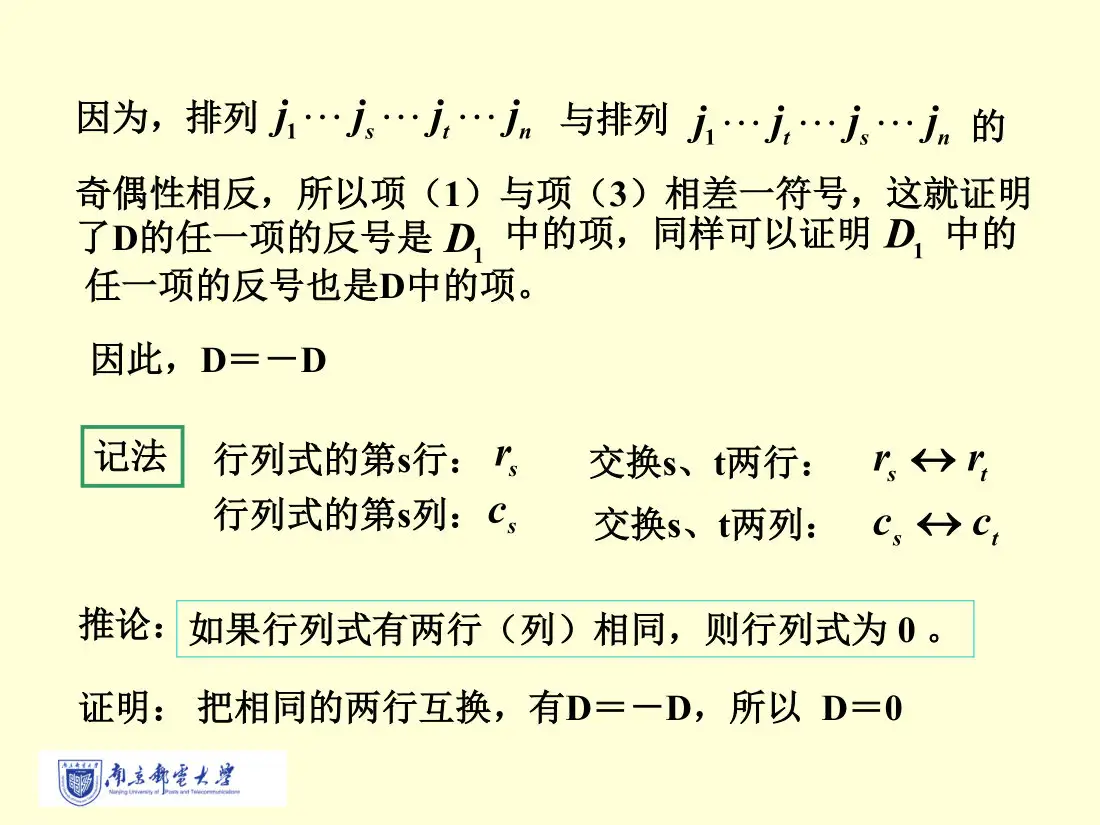 因为，排列 j₁⋯jₛ⋯jₜ⋯jₙ 与排列 j₁⋯jₜ⋯jₛ⋯jₙ 的
奇偶性相反，所以项（1）与项（3）相差一符号，这就证明
了D的任一项的反号是 D₁ 中的项，同样可以证明 D₁ 中的
任一项的反号也是D中的项。
因此，D＝－D
记法 行列式的第s行： rₛ 交换s、t两行： rₛ ↔ rₜ
行列式的第s列： cₛ 交换s、t两列： cₛ ↔ cₜ
推论： 如果行列式有两行（列）相同，则行列式为 0 。
证明： 把相同的两行互换，有D＝－D，所以 D＝0
南京邮电大学
Nanjing University of Posts and Telecommunications